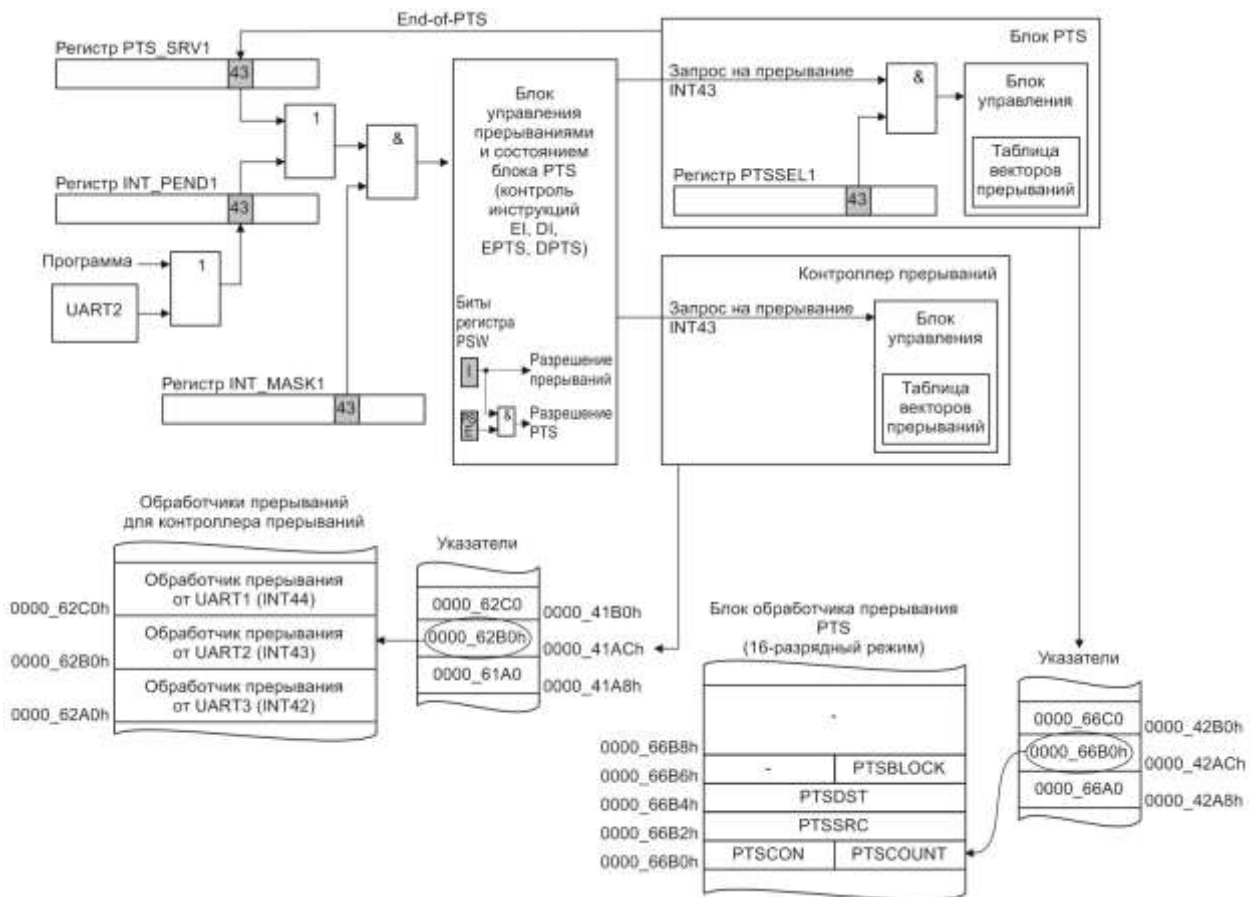 End-of-PTS
Регистр PTS_SRV1
43
1
&
Регистр INT_PEND1
43
Программа
1
UART2
Регистр INT_MASK1
43
Блок
управления
прерываниями
и состоянием
блока PTS
(контроль
инструкций
EI, DI,
EPTS, DPTS)
Биты
регистра
PSW
I
Разрешение
прерываний
&
Разрешение
PTS
Блок PTS
Запрос на прерывание
INT43
&
Блок
управления
Таблица
векторов
прерываний
Регистр PTSSEL1
43
Контроллер прерываний
Запрос на прерывание
INT43
Блок
управления
Таблица
векторов
прерываний
Обработчики прерываний
для контроллера прерываний
Обработчик прерывания
от UART1 (INT44)
0000_62C0h
Обработчик прерывания
от UART2 (INT43)
0000_62B0h
Обработчик прерывания
от UART3 (INT42)
0000_62A0h
Указатели
0000_62C0
0000_41B0h
0000_62B0h
0000_41ACh
0000_61A0
0000_41A8h
Блок обработчика прерывания
PTS
(16-разрядный режим)
-
0000_66B8h
-
PTSBLOCK
0000_66B6h
PTSDST
0000_66B4h
PTSSRC
0000_66B2h
PTSCON
PTSCOUNT
0000_66B0h
Указатели
0000_66C0
0000_42B0h
0000_66B0h
0000_42ACh
0000_66A0
0000_42A8h